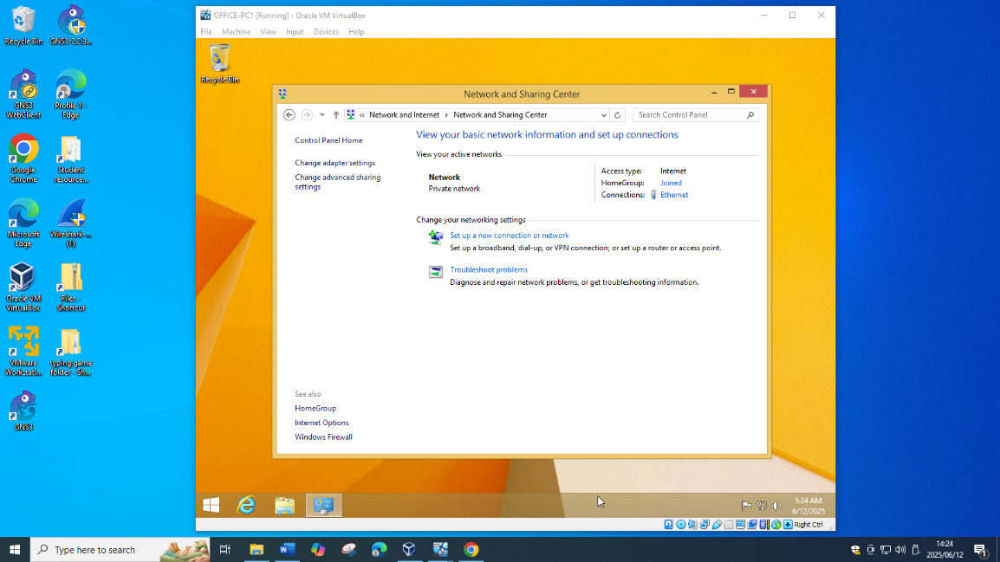 Recycle Bin
GNS3-2.2.3...
GNS3
WebClient
Profile 1 -
Edge
Google
Chrome
Student
resource...
Microsoft
Edge
Wireshark-...
(1)
Oracle VM
VirtualBox
Files -
Shortcut
VMware
Workstati...
typing game
folder - Sh...
GNS3
OFFICE-PC1 [Running] - Oracle VM VirtualBox
File Machine View Input Devices Help
Recycle Bin
Network and Sharing Center
« Network and Internet Network and Sharing Center
Search Control Panel
Control Panel Home
Change adapter settings
Change advanced sharing
settings
View your basic network information and set up connections
View your active networks
Network
Private network
Access type: Internet
HomeGroup: Joined
Connections: Ethernet
Change your networking settings
Set up a new connection or network
Set up a broadband, dial-up, or VPN connection; or set up a router or access point.
Troubleshoot problems
Diagnose and repair network problems, or get troubleshooting information.
See also
HomeGroup
Internet Options
Windows Firewall
5:24 AM
6/12/2025
Right Ctrl
Type here to search
14:24
2025/06/12
1